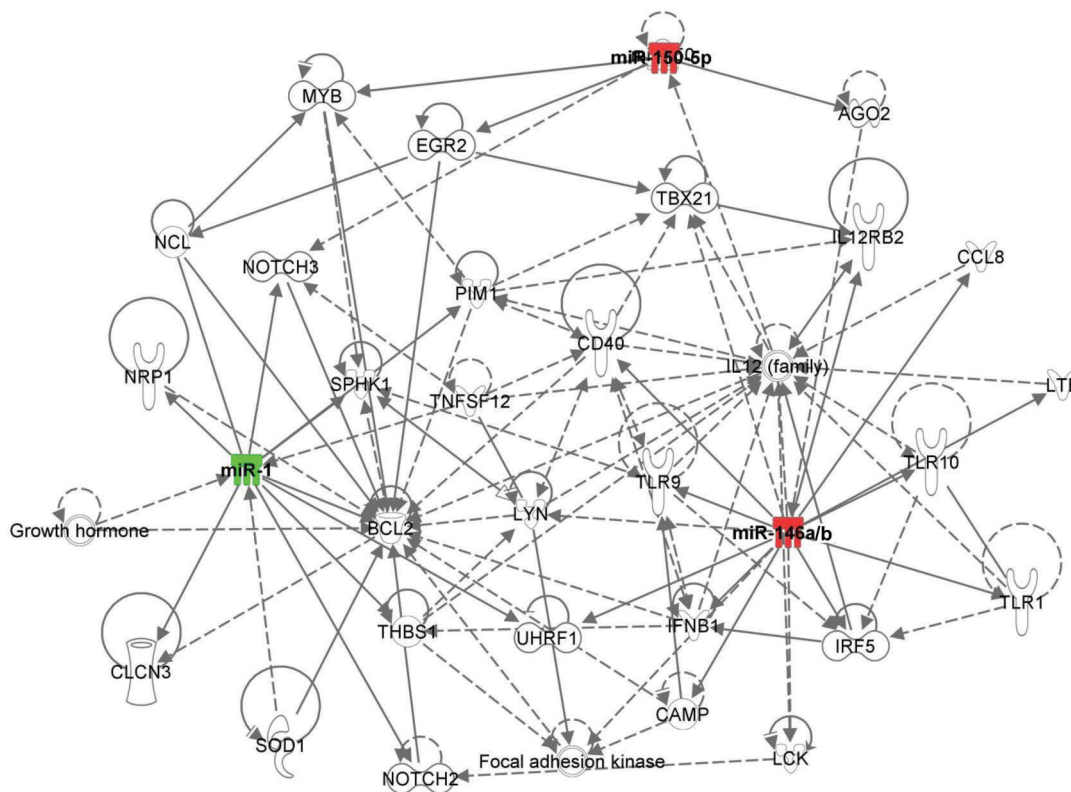 miR-150-5p
MYB
AGO2
EGR2
TBX21
NCL
IL12RB2
NOTCH3
CCL8
PIM1
CD40
IL12 (family)
NRP1
SPHK1
TNFSF12
miR-1
TLR9
TLR10
Growth hormone
BCL2
LYN
miR-146a/b
TLR1
THBS1
UHRF1
IFNB1
IRF5
CLCN3
CAMP
SOD1
NOTCH2
Focal adhesion kinase
LCK